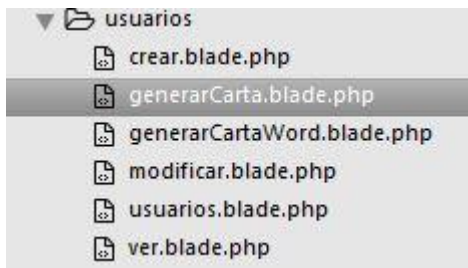 usuarios
crear.blade.php
generarCarta.blade.php
generarCartaWord.blade.php
modificar.blade.php
usuarios.blade.php
ver.blade.php